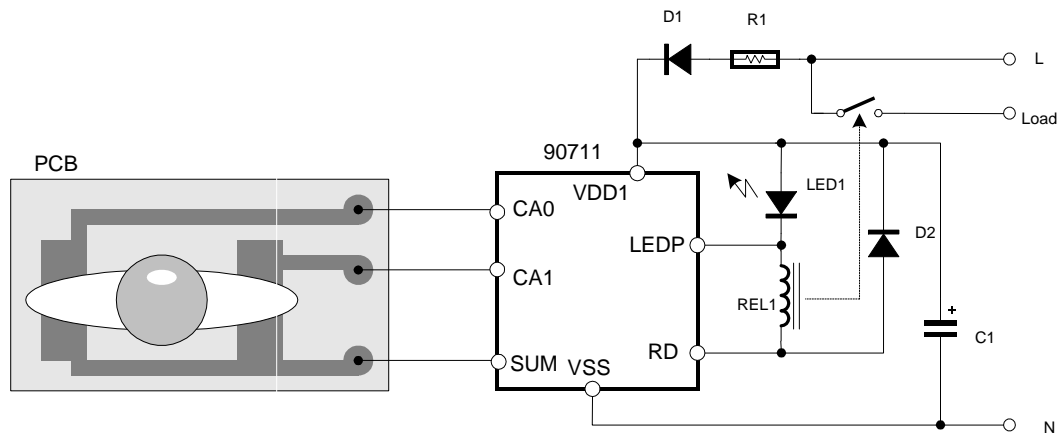 D1
R1
L
Load
PCB
90711
VDD1
LED1
CA0
LEDP
D2
CA1
REL1
C1
+
RD
SUM
VSS
N